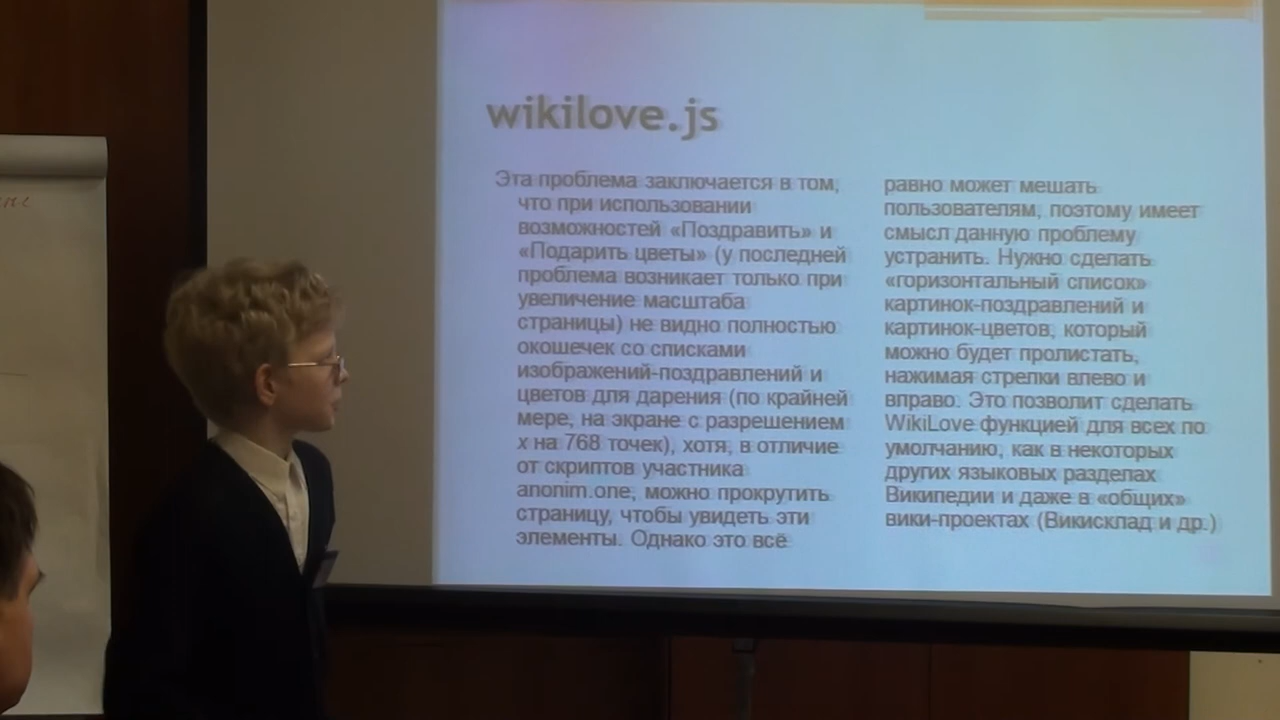 wikilove.js
Эта проблема заключается в том,
что при использовании
возможностей «Поздравить» и
«Подарить цветы» (у последней
проблема возникает только при
увеличение масштаба
страницы) не видно полностью
окошечек со списками
изображений-поздравлений и
цветов для дарения (по крайней
мере, на экране с разрешением
x на 768 точек), хотя, в отличие
от скриптов участника
anonim.one, можно прокрутить
страницу, чтобы увидеть эти
элементы. Однако это всё
равно может мешать
пользователям, поэтому имеет
смысл данную проблему
устранить. Нужно сделать
«горизонтальный список»
картинок-поздравлений и
картинок-цветов, который
можно будет пролистать,
нажимая стрелки влево и
вправо. Это позволит сделать
WikiLove функцией для всех по
умолчанию, как в некоторых
других языковых разделах
Википедии и даже в «общих»
вики-проектах (Викисклад и др.)